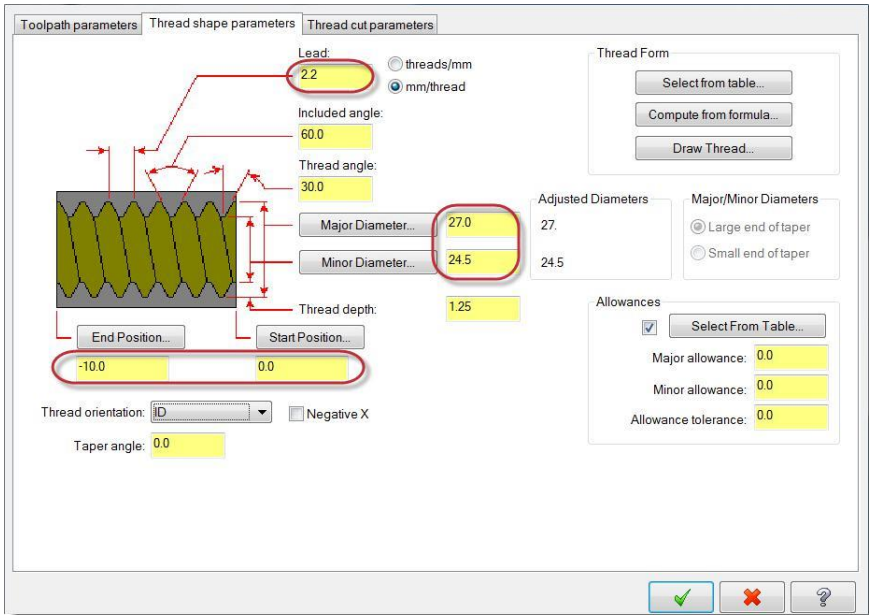 Toolpath parameters Thread shape parameters Thread cut parameters
Lead:
2.2
threads/mm
mm/thread
Included angle:
60.0
Thread angle:
30.0
Major Diameter... 27.0
Minor Diameter... 24.5
Thread depth: 1.25
End Position... Start Position...
-10.0 0.0
Thread orientation: ID Negative X
Taper angle: 0.0
Thread Form
Select from table...
Compute from formula...
Draw Thread...
Adjusted Diameters
27.
24.5
Major/Minor Diameters
Large end of taper
Small end of taper
Allowances
Select From Table...
Major allowance: 0.0
Minor allowance: 0.0
Allowance tolerance: 0.0
?